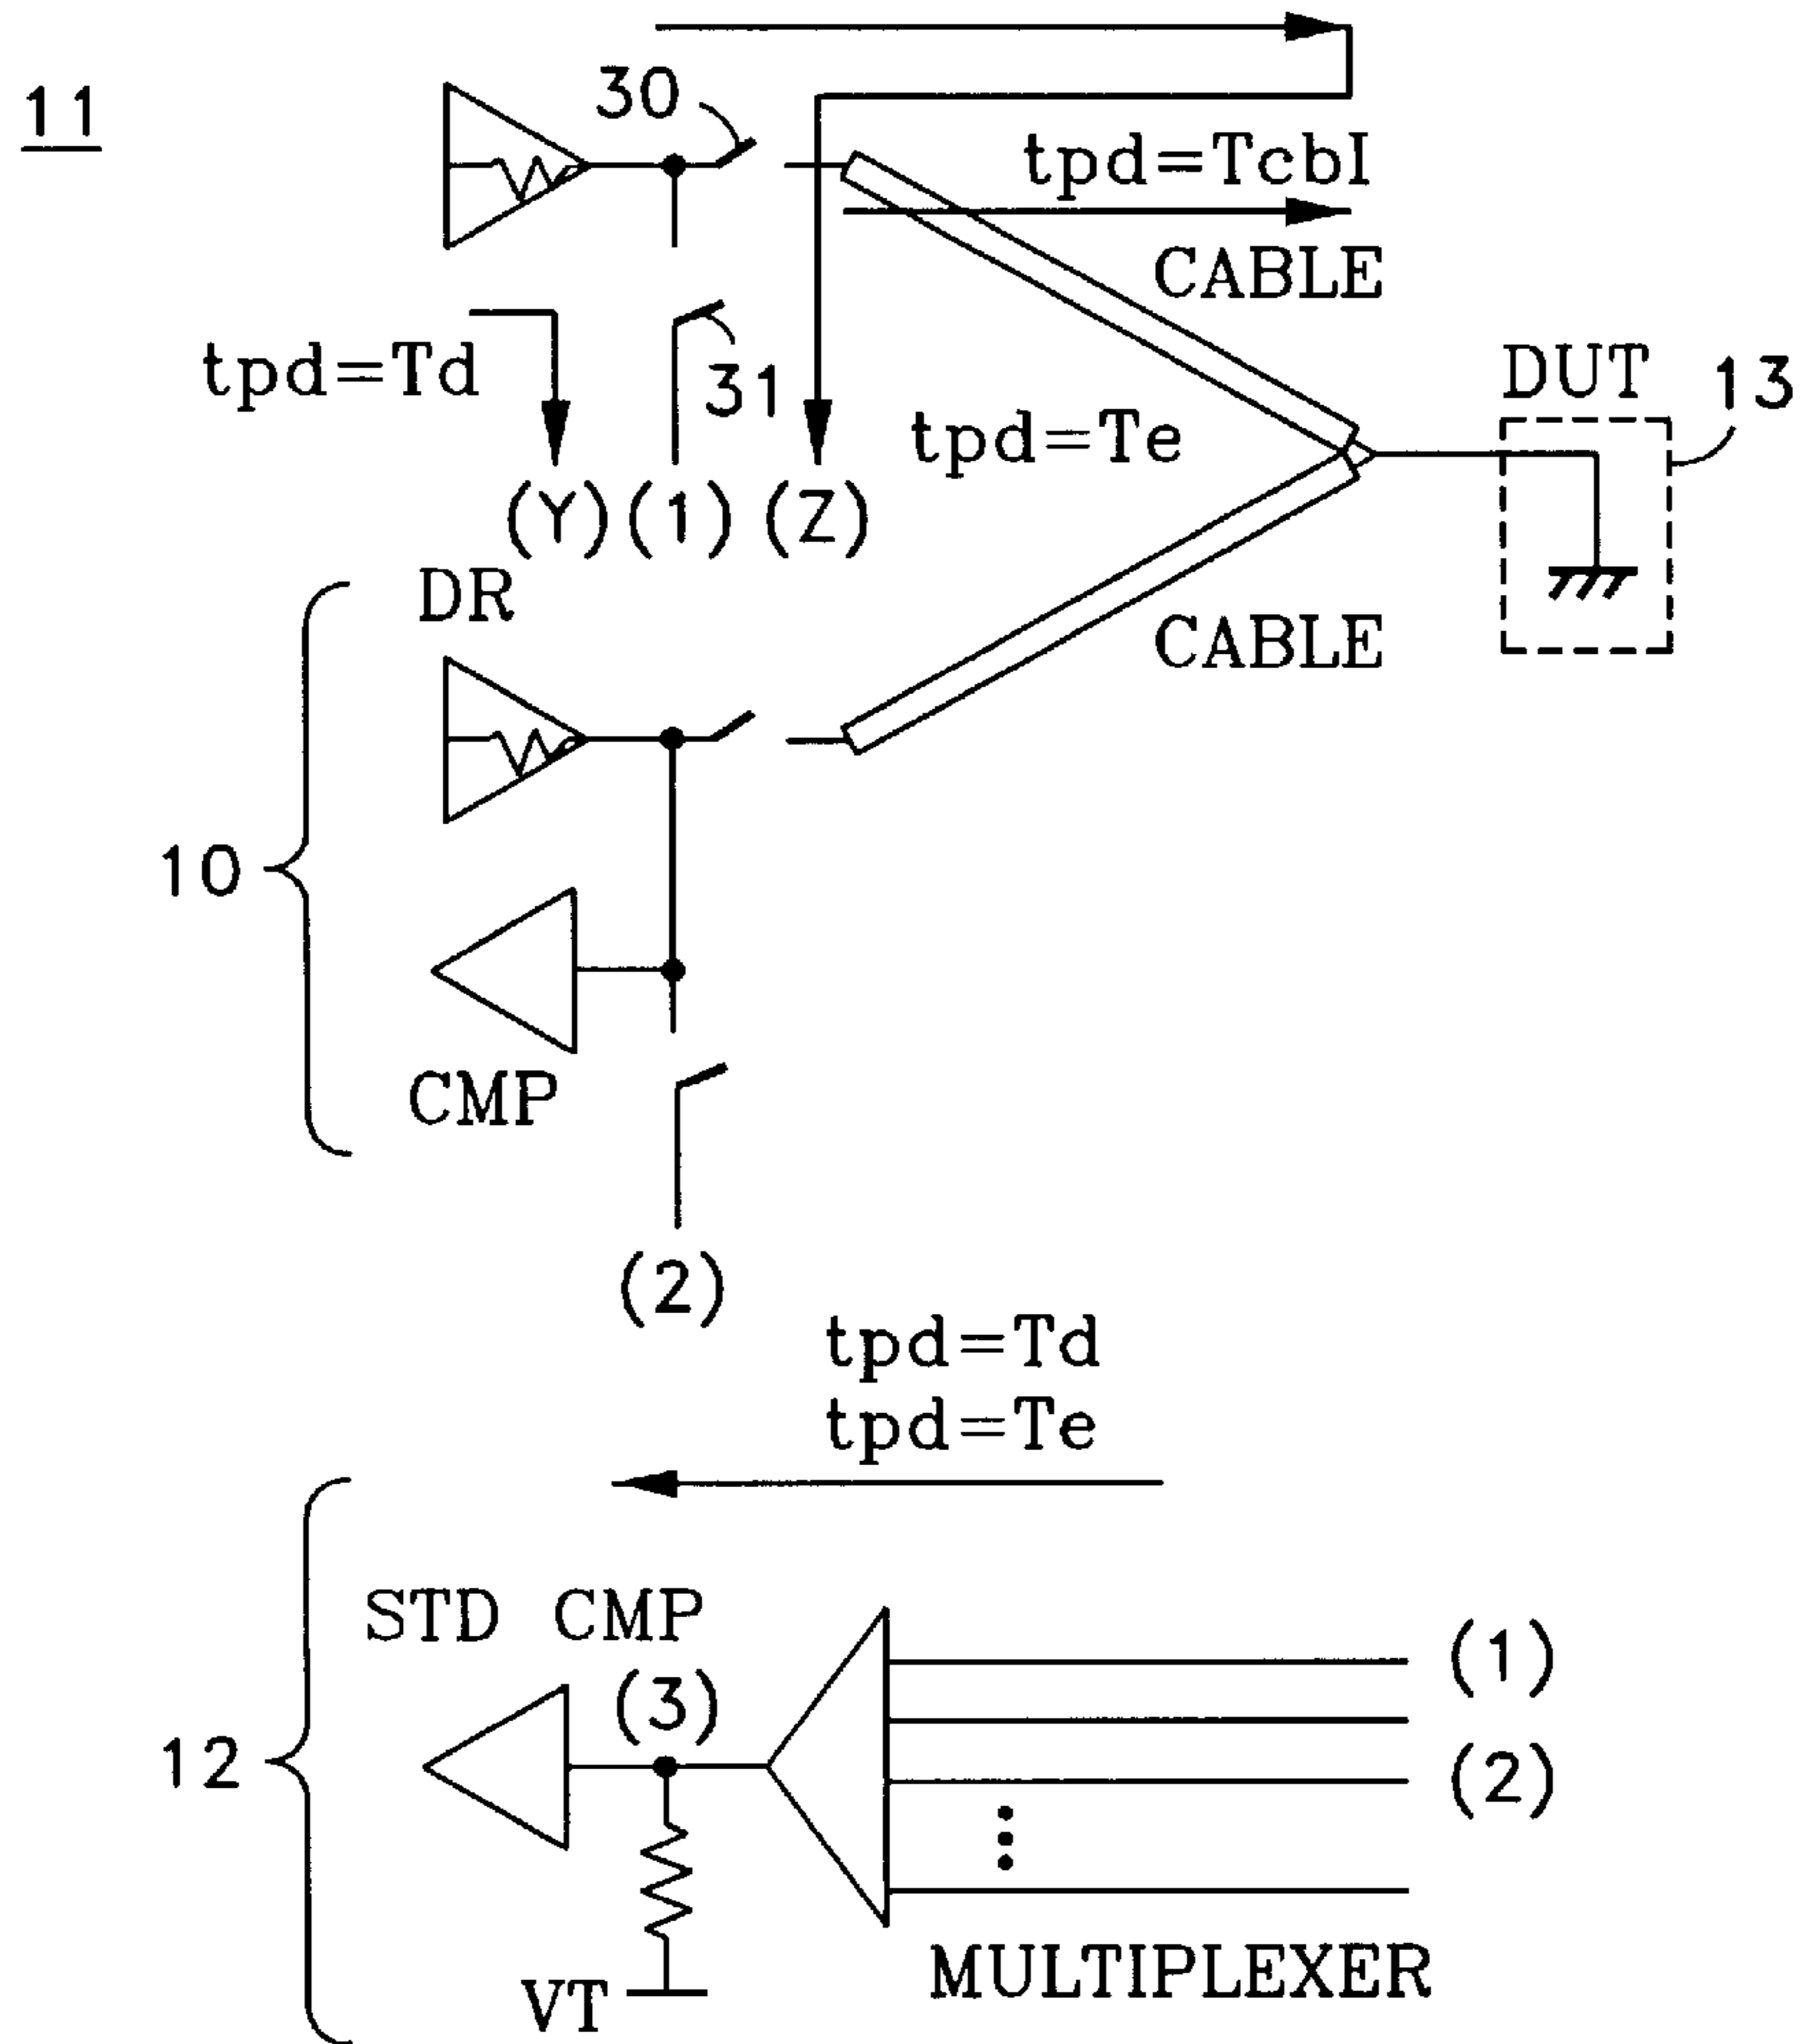 11
30
tpd=TcbI
CABLE
tpd=Td
31
DUT
13
tpd=Te
(Y)
(1)
(Z)
DR
CABLE
10
CMP
(2)
tpd=Td
tpd=Te
STD CMP
(3)
(1)
12
(2)
MULTIPLEXER
VT